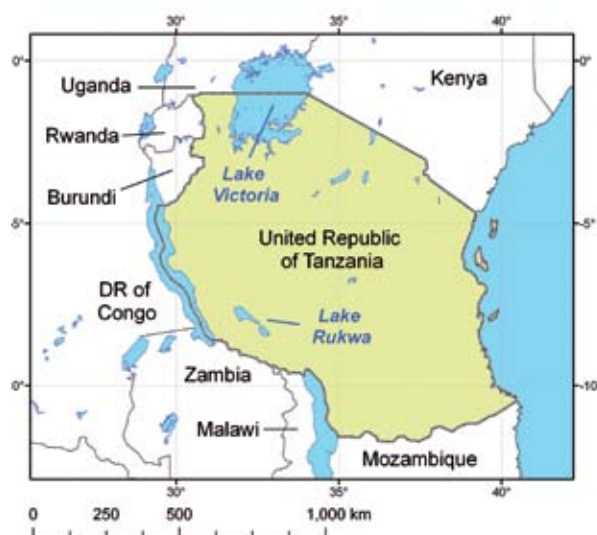 30°
35°
40°
0°
Uganda
Kenya
Rwanda
Lake
Victoria
Burundi
-5°
-5°
United Republic
of Tanzania
DR of
Congo
Lake
Rukwa
Zambia
0°
-10
Malawi
Mozambique
30°
35°
40°
0
250
500
1,000 km